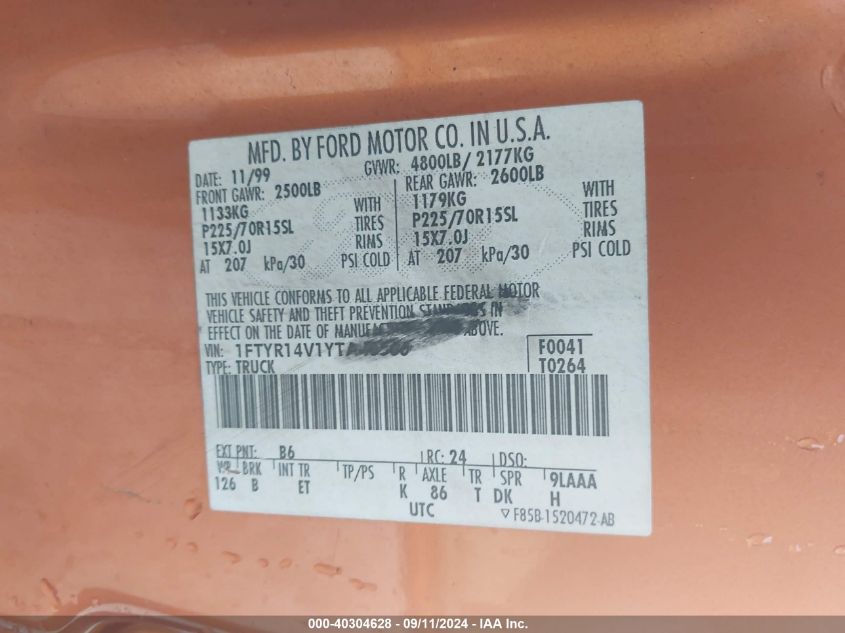 MFD. BY FORD MOTOR CO. IN U.S.A.
DATE: 11/99 GVWR: 4800LB/ 2177KG
FRONT GAWR: 2500LB REAR GAWR: 2600LB
1133KG WITH 1179KG WITH
P225/70R15SL TIRES P225/70R15SL TIRES
15X7.0J RIMS 15X7.0J RIMS
AT 207 kPa/30 PSI COLD AT 207 kPa/30 PSI COLD
THIS VEHICLE CONFORMS TO ALL APPLICABLE FEDERAL MOTOR
VEHICLE SAFETY AND THEFT PREVENTION STANDARDS IN
EFFECT ON THE DATE OF ABOVE.
VIN: 1FTYR14V1YT F0041
TYPE: TRUCK T0264
EXT PNT: B6 RC: 24 DSO:
WB BRK INT TR TP/PS R AXLE TR SPR 9LAAA
126 B ET K 86 T DK H
UTC ▽ F85B-1520472-AB
000-40304628 - 09/11/2024 - IAA Inc.